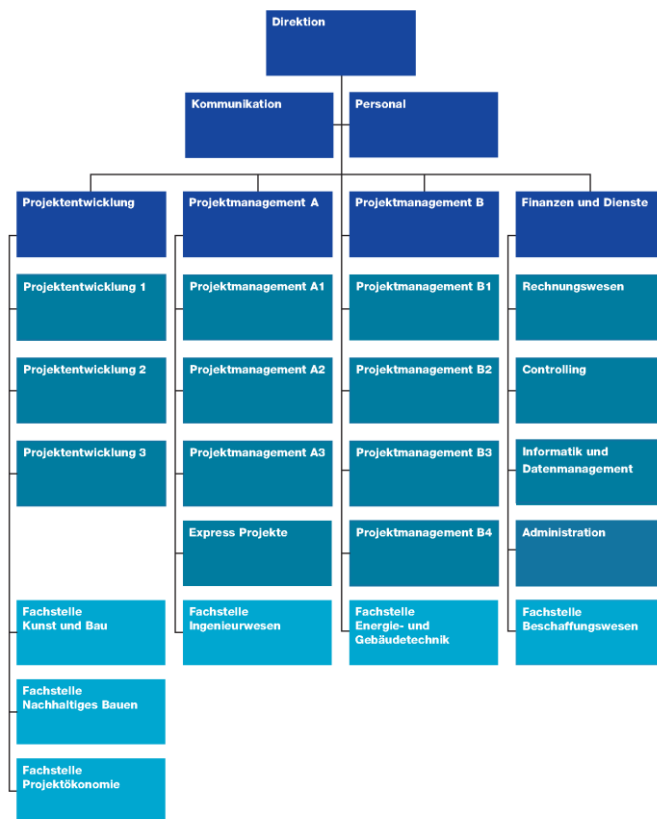 Direktion
Kommunikation
Personal
Projektentwicklung
Projektmanagement A
Projektmanagement B
Finanzen und Dienste
Projektentwicklung 1
Projektmanagement A1
Projektmanagement B1
Rechnungswesen
Projektentwicklung 2
Projektmanagement A2
Projektmanagement B2
Controlling
Projektentwicklung 3
Projektmanagement A3
Projektmanagement B3
Informatik und
Datenmanagement
Express Projekte
Projektmanagement B4
Administration
Fachstelle
Kunst und Bau
Fachstelle
Ingenieurwesen
Fachstelle
Energie- und
Gebäudetechnik
Fachstelle
Beschaffungswesen
Fachstelle
Nachhaltiges Bauen
Fachstelle
Projektökonomie